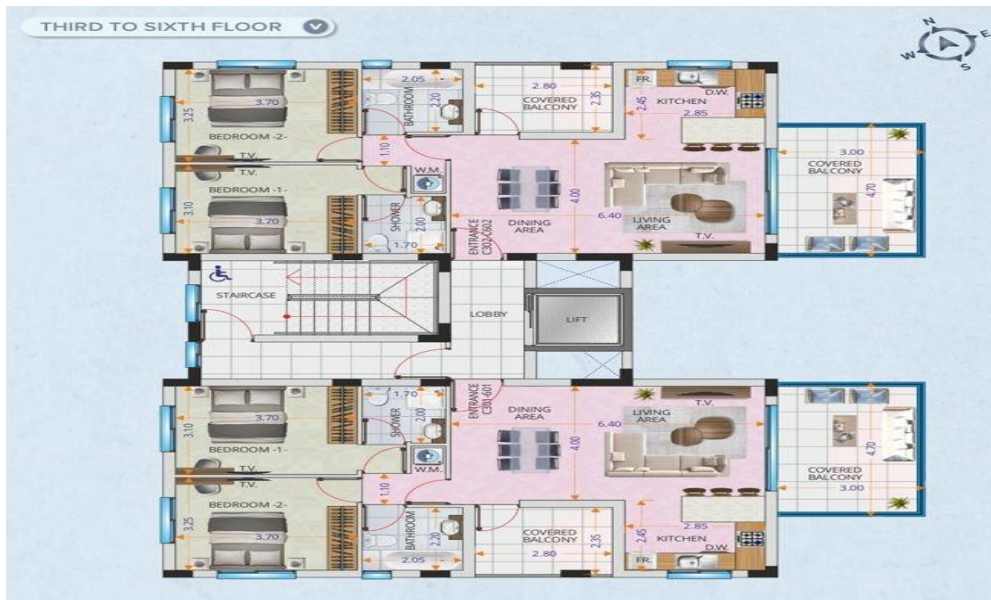 THIRD TO SIXTH FLOOR V
N
E
W
S
2.05
2.80
FR.
D.W.
KITCHEN
2.45
2.85
BATHROOM
2.20
COVERED
BALCONY
2.35
3.70
3.25
BEDROOM -2-
T.V.
1.10
T.V.
BEDROOM -1-
3.10
3.70
W.M.
SHOWER
2.00
1.70
ENTRANCE
C302-C602
DINING
AREA
4.00
6.40
LIVING
AREA
T.V.
3.00
COVERED
BALCONY
4.70
STAIRCASE
LOBBY
LIFT
3.70
3.10
BEDROOM -1-
T.V.
1.70
SHOWER
2.00
W.M.
ENTRANCE
C301-601
DINING
AREA
4.00
6.40
LIVING
AREA
T.V.
4.70
COVERED
BALCONY
3.00
T.V.
BEDROOM -2-
3.25
3.70
1.10
BATHROOM
2.20
2.05
COVERED
BALCONY
2.80
2.35
2.45
2.85
KITCHEN
D.W.
FR.